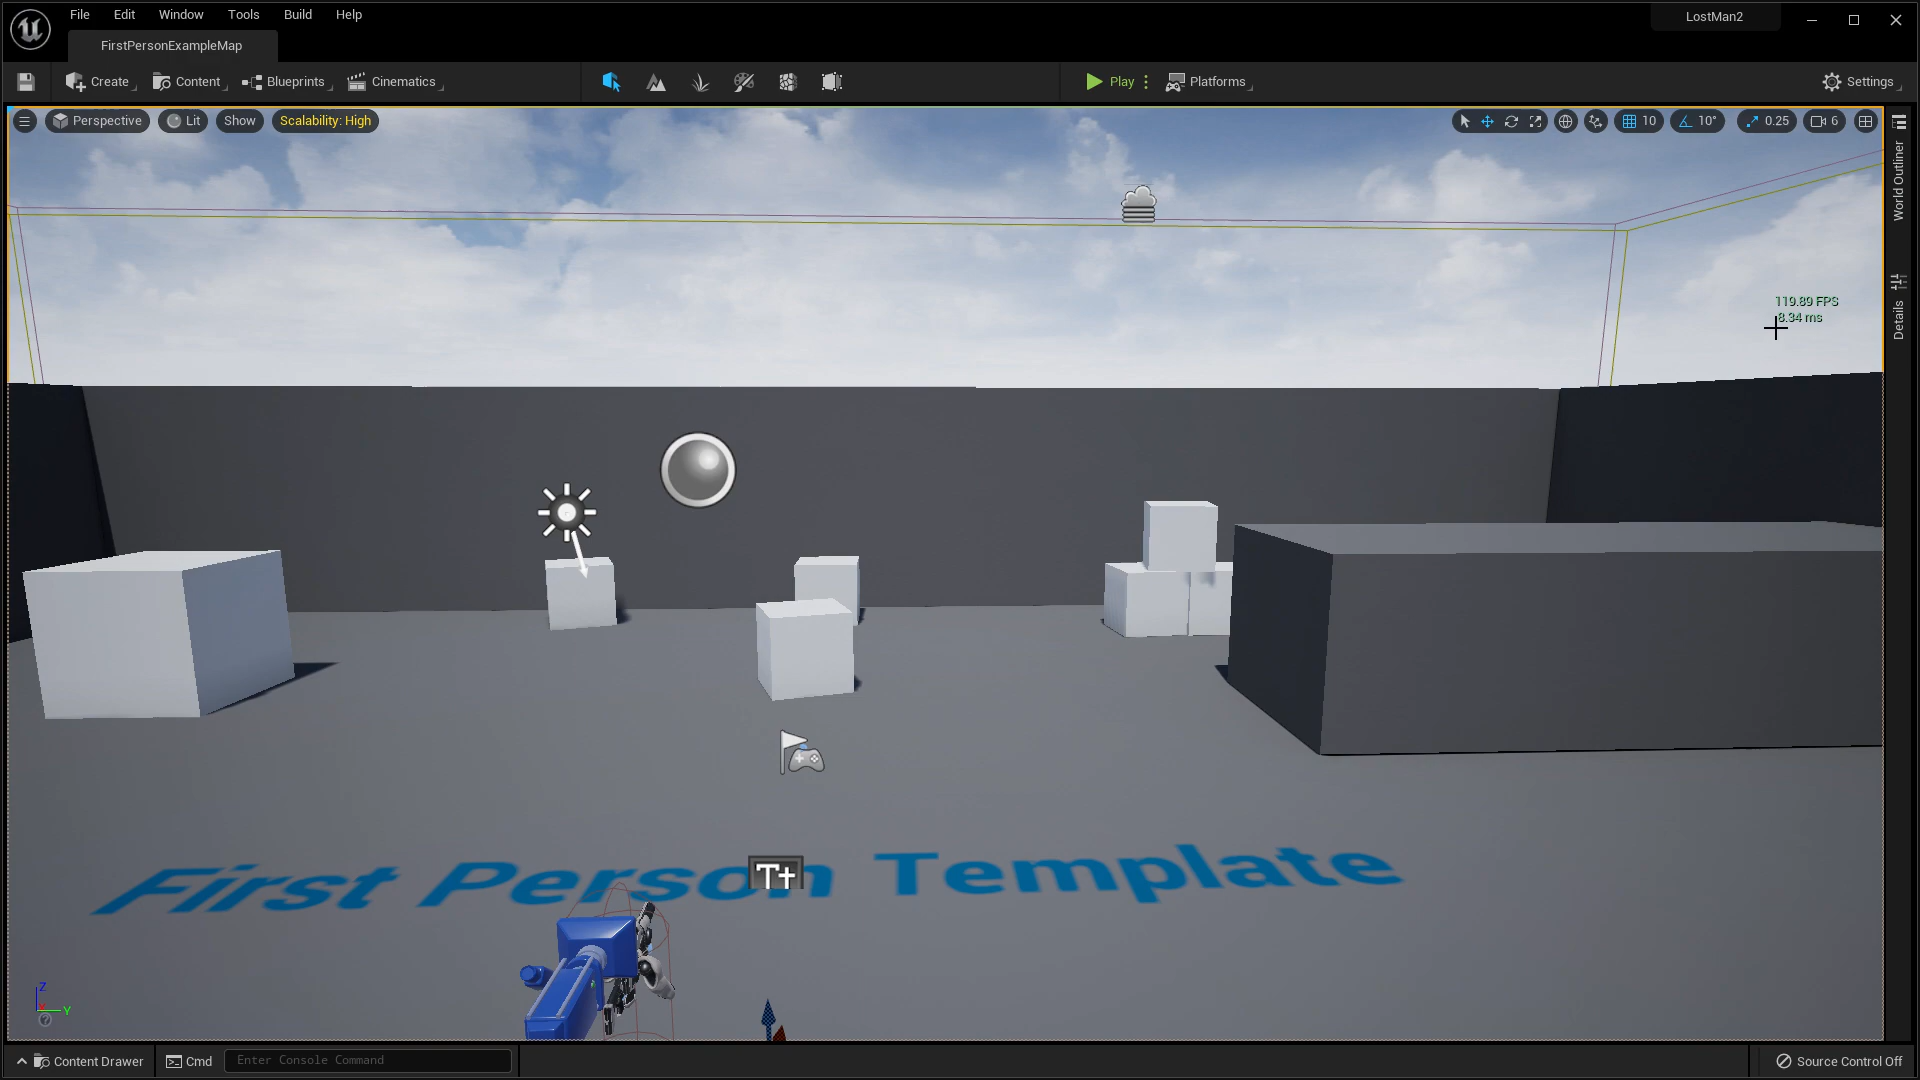 File Edit Window Tools Build Help
LostMan2
FirstPersonExampleMap
Create Content Blueprints Cinematics Play Platforms Settings
Perspective Lit Show Scalability: High 10 10° 0.25 6
World Outliner
Details
119.89 FPS
8.34 ms
First Person Template
Tt
Z
X
Y
Content Drawer Cmd Enter Console Command Source Control Off